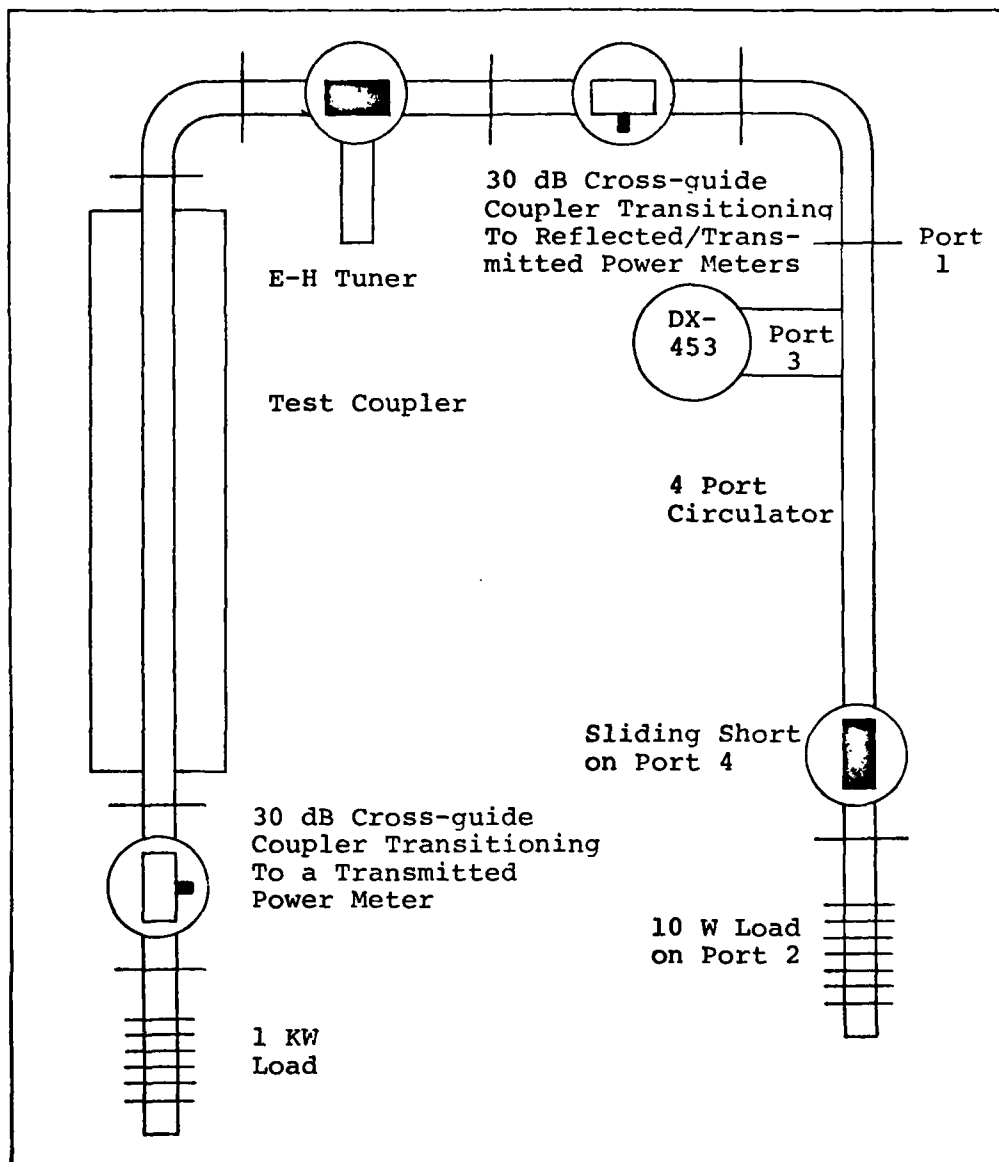 30 dB Cross-guide
Coupler Transitioning
To Reflected/Trans-
mitted Power Meters
Port
1
E-H Tuner
DX-
453
Port
3
Test Coupler
4 Port
Circulator
Sliding Short
on Port 4
30 dB Cross-guide
Coupler Transitioning
To a Transmitted
Power Meter
10 W Load
on Port 2
1 KW
Load